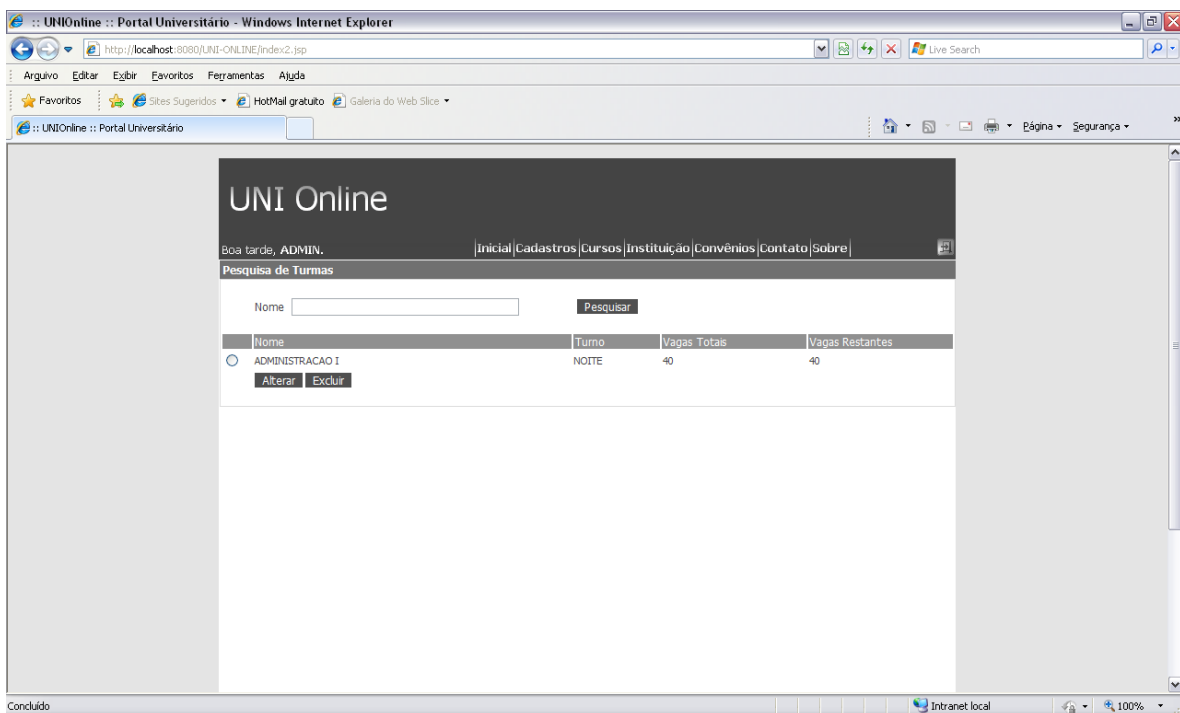 :: UNIOnline :: Portal Universitário - Windows Internet Explorer
http://localhost:8080/UNI-ONLINE/index2.jsp Live Search
Arquivo Editar Exibir Favoritos Ferramentas Ajuda
Favoritos Sites Sugeridos HotMail gratuito Galeria do Web Slice
:: UNIOnline :: Portal Universitário Página Segurança »
UNI Online
Boa tarde, ADMIN. |Inicial|Cadastros|Cursos|Instituição|Convênios|Contato|Sobre|
Pesquisa de Turmas
Nome Pesquisar
Nome Turno Vagas Totais Vagas Restantes
ADMINISTRACAO I NOITE 40 40
Alterar Excluir
Concluído Intranet local 100%